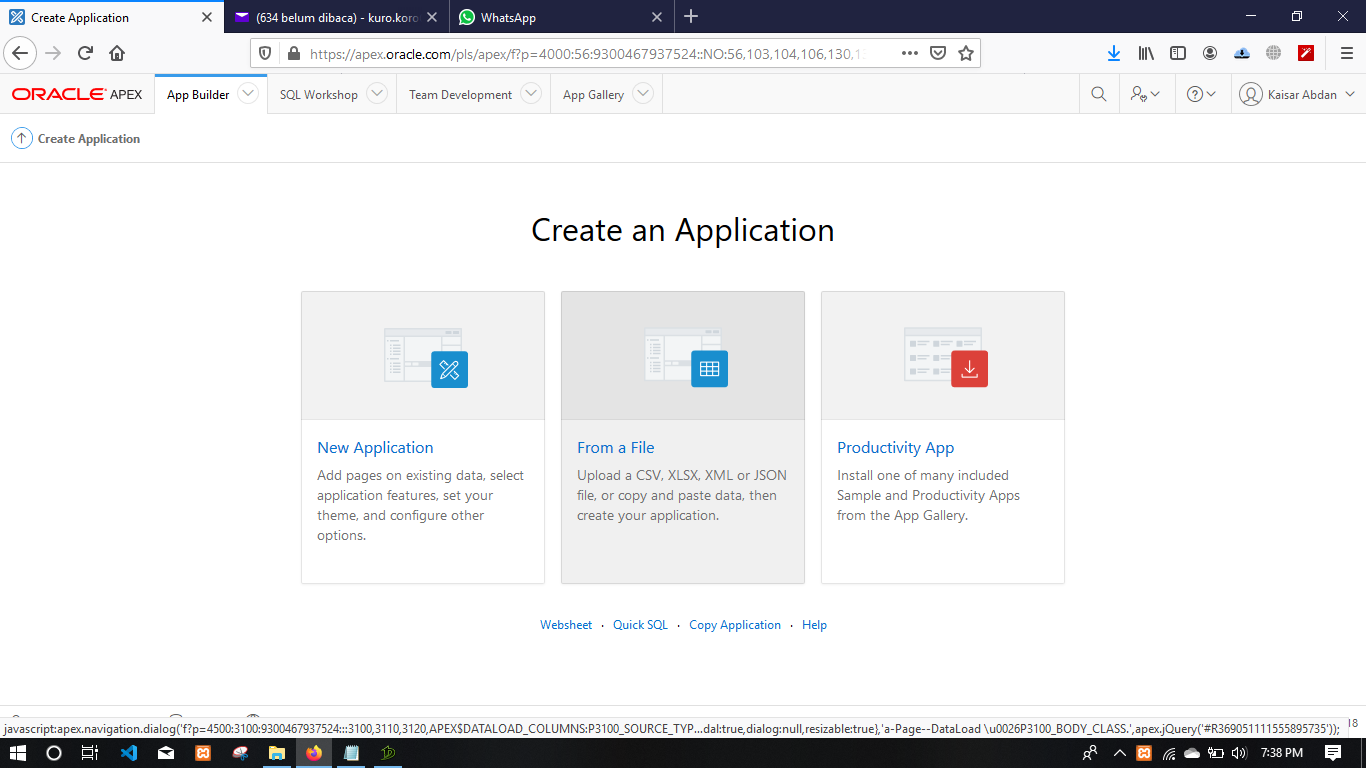 Create Application
(634 belum dibaca) - kuro.koro
WhatsApp
https://apex.oracle.com/pls/apex/f?p=4000:56:9300467937524::NO:56,103,104,106,130,13
ORACLE APEX
App Builder
SQL Workshop
Team Development
App Gallery
Kaisar Abdan
Create Application
Create an Application
New Application
Add pages on existing data, select
application features, set your
theme, and configure other
options.
From a File
Upload a CSV, XLSX, XML or JSON
file, or copy and paste data, then
create your application.
Productivity App
Install one of many included
Sample and Productivity Apps
from the App Gallery.
Websheet · Quick SQL · Copy Application · Help
18
javascript:apex.navigation.dialog('f?p=4500:3100:9300467937524:::3100,3110,3120,APEX$DATALOAD_COLUMNS:P3100_SOURCE_TYP...dal:true,dialog:null,resizable:true},'a-Page--DataLoad \u0026P3100_BODY_CLASS.',apex.jQuery('#R369051111555895735'));
7:38 PM